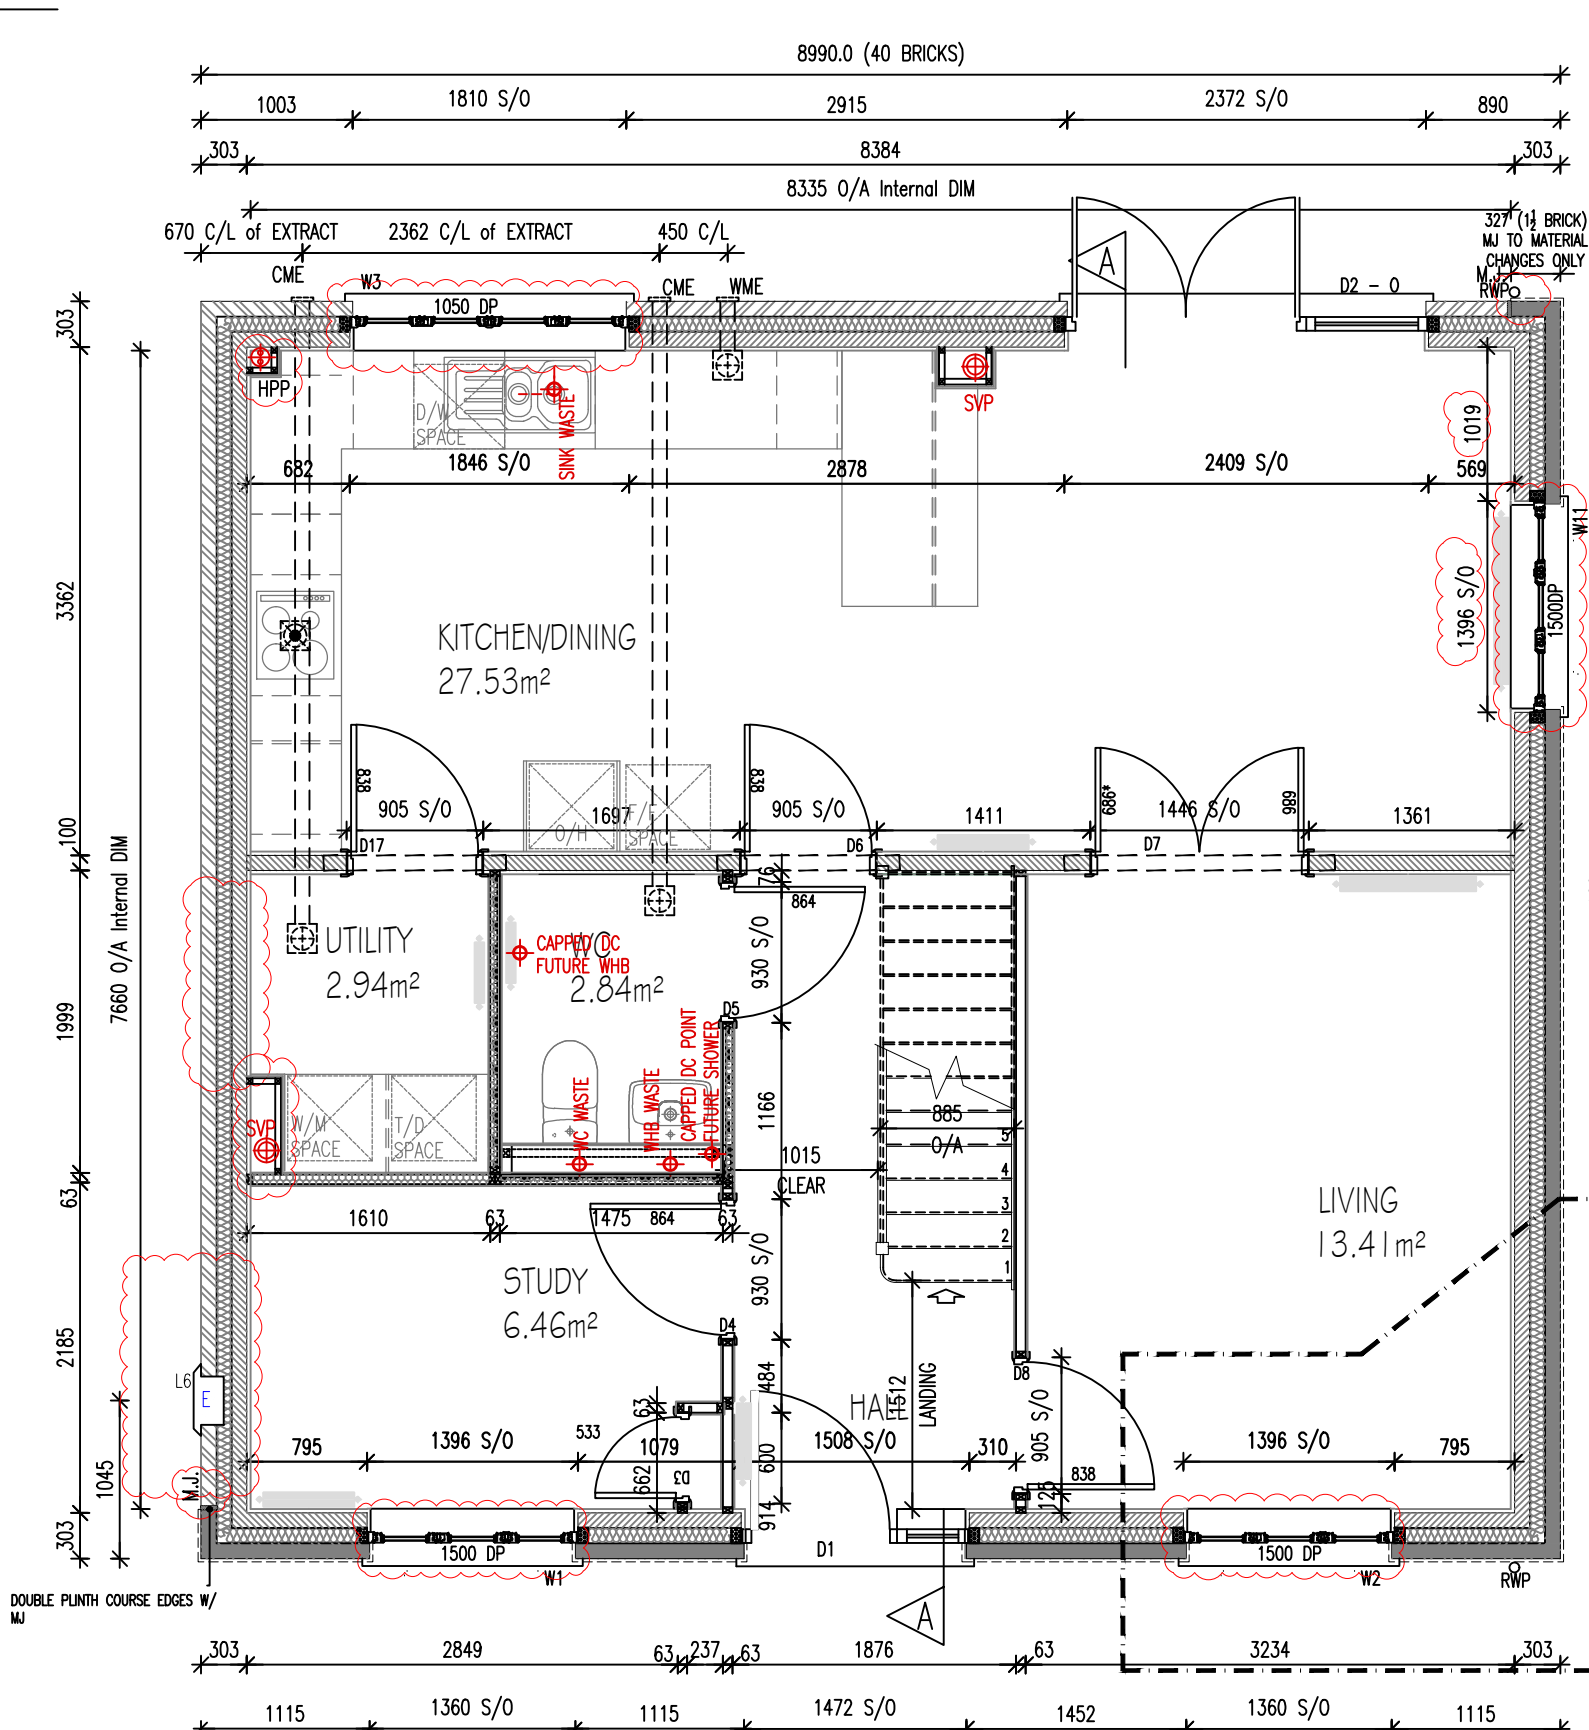 8990.0 (40 BRICKS)
1003
1810 S/O
2915
2372 S/O
890
303
8384
303
8335 O/A Internal DIM
670 C/L of EXTRACT
2362 C/L of EXTRACT
450 C/L
327 (1½ BRICK)
MJ TO MATERIAL
CHANGES ONLY
M.J.
RWP
CME
W3
1050 DP
CME
WME
A
D2 - O
303
HPP
D/W
SPACE
SINK WASTE
SVP
1019
682
1846 S/O
2878
2409 S/O
569
W11
1500DP
1396 S/O
3362
KITCHEN/DINING
27.53m²
838
905 S/O
1697
O/H
F/F
SPACE
838
905 S/O
1411
686*
1446 S/O
686
1361
100
D17
D6
D7
7660 O/A Internal DIM
76
864
930 S/O
UTILITY
2.94m²
CAPPED DC
FUTURE WHB
WC
2.84m²
D5
1999
W/M
SPACE
T/D
SPACE
SVP
WC WASTE
WHB WASTE
CAPPED DC POINT
FUTURE SHOWER
1166
885
O/A
5
4
3
2
1
1015
CLEAR
63
1610
63
1475
864
63
930 S/O
LIVING
13.41m²
STUDY
6.46m²
D4
2185
L6
E
484
HALL
1512
LANDING
D8
905 S/O
63
533
795
1396 S/O
1079
1508 S/O
310
1396 S/O
795
1045
662
D3
600
838
125
M.J.
914
303
1500 DP
W1
D1
1500 DP
W2
RWP
DOUBLE PLINTH COURSE EDGES W/
MJ
A
303
2849
63
237
63
1876
63
3234
303
1115
1360 S/O
1115
1472 S/O
1452
1360 S/O
1115